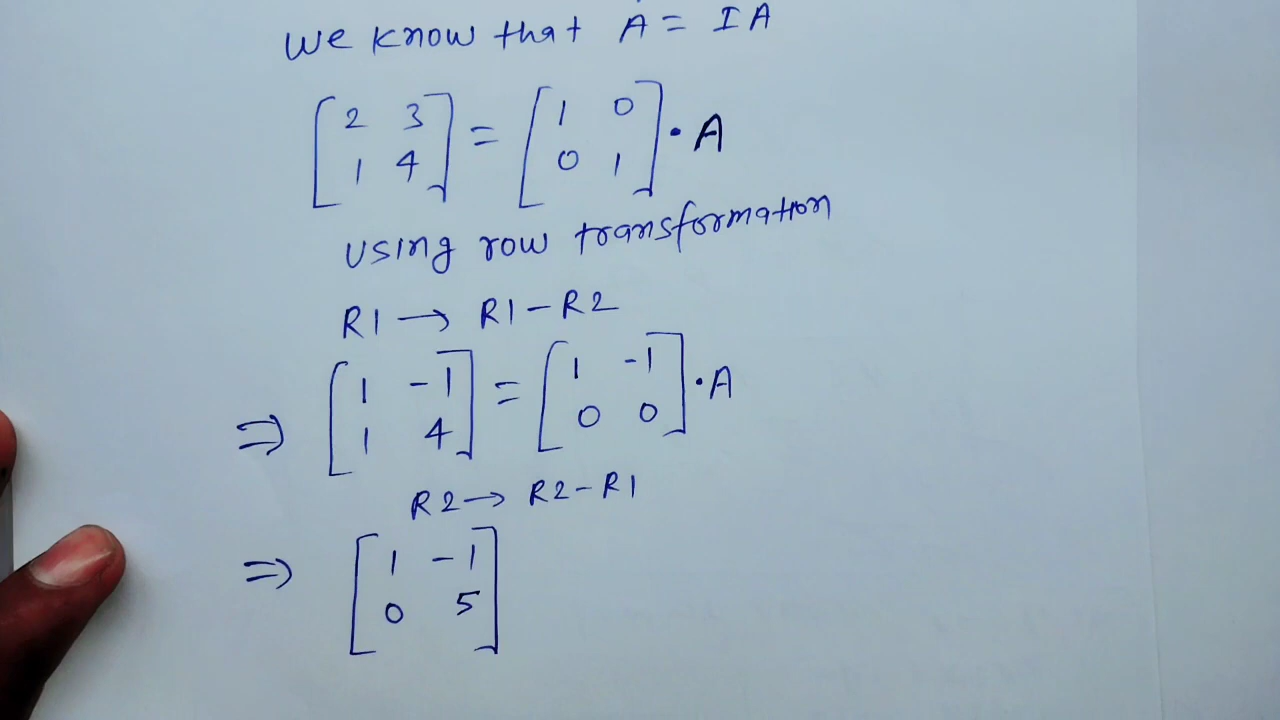 We know that A = IA
[2 3
1 4] = [1 0
0 1] · A
using row transformation
R1 → R1 - R2
⇒ [1 -1
1 4] = [1 -1
0 0] · A
R2 → R2 - R1
⇒ [1 -1
0 5]